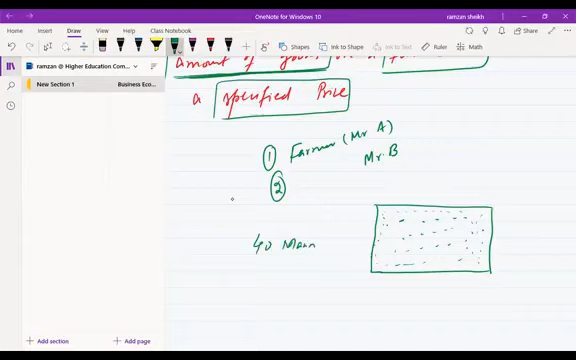 OneNote for Windows 10
ramzan sheikh
Home Insert Draw View Help Class Notebook
Share
Shapes Ink to Shape Ink to Text Ruler Math
ramzan @ Higher Education Com...
New Section 1
Business Eco...
Amount of
a specified Price
① Farmer (Mr A)
Mr. B
②
40 Maun
Add section Add page